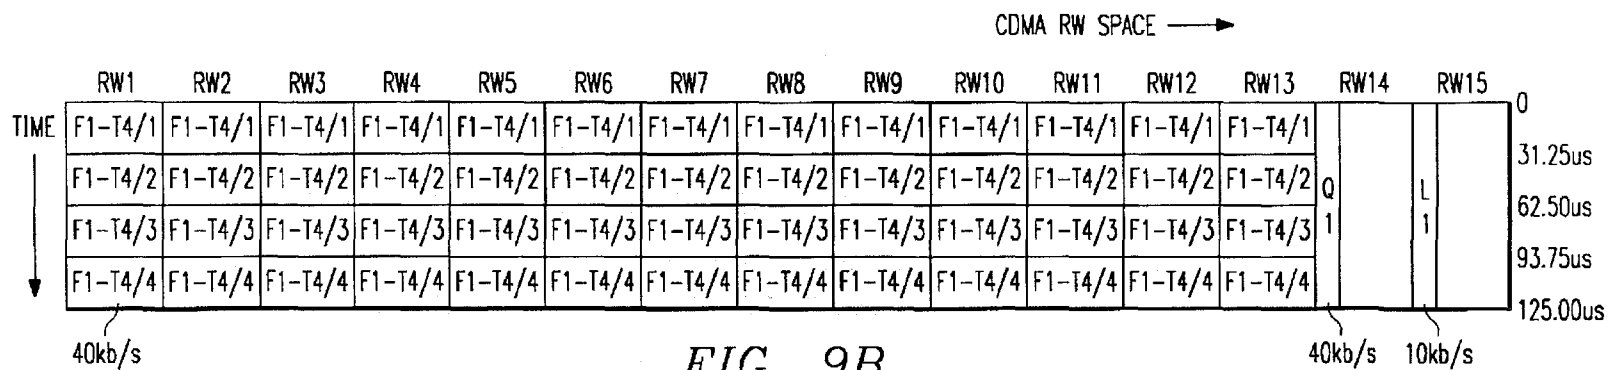 CDMA RW SPACE
RW1 RW2 RW3 RW4 RW5 RW6 RW7 RW8 RW9 RW10 RW11 RW12 RW13 RW14 RW15
0
TIME F1-T4/1 F1-T4/1 F1-T4/1 F1-T4/1 F1-T4/1 F1-T4/1 F1-T4/1 F1-T4/1 F1-T4/1 F1-T4/1 F1-T4/1 F1-T4/1 F1-T4/1
31.25us
F1-T4/2 F1-T4/2 F1-T4/2 F1-T4/2 F1-T4/2 F1-T4/2 F1-T4/2 F1-T4/2 F1-T4/2 F1-T4/2 F1-T4/2 F1-T4/2 F1-T4/2 Q L
62.50us
F1-T4/3 F1-T4/3 F1-T4/3 F1-T4/3 F1-T4/3 F1-T4/3 F1-T4/3 F1-T4/3 F1-T4/3 F1-T4/3 F1-T4/3 F1-T4/3 F1-T4/3 1 1
93.75us
F1-T4/4 F1-T4/4 F1-T4/4 F1-T4/4 F1-T4/4 F1-T4/4 F1-T4/4 F1-T4/4 F1-T4/4 F1-T4/4 F1-T4/4 F1-T4/4 F1-T4/4
125.00us
40kb/s 40kb/s 10kb/s
FIG. 9B